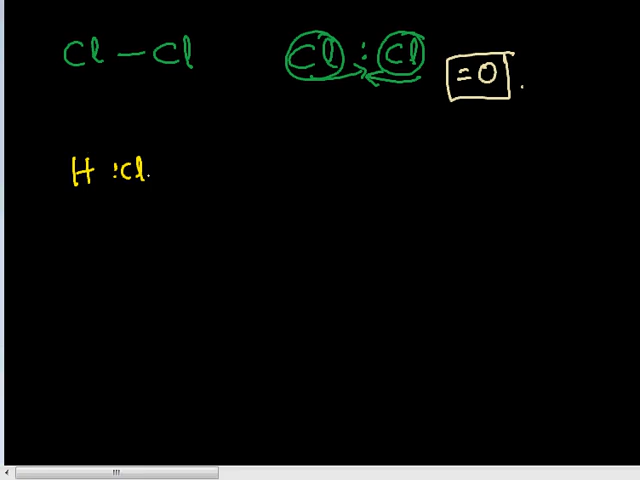 Cl — Cl Cl : Cl = 0 .
H :Cl.